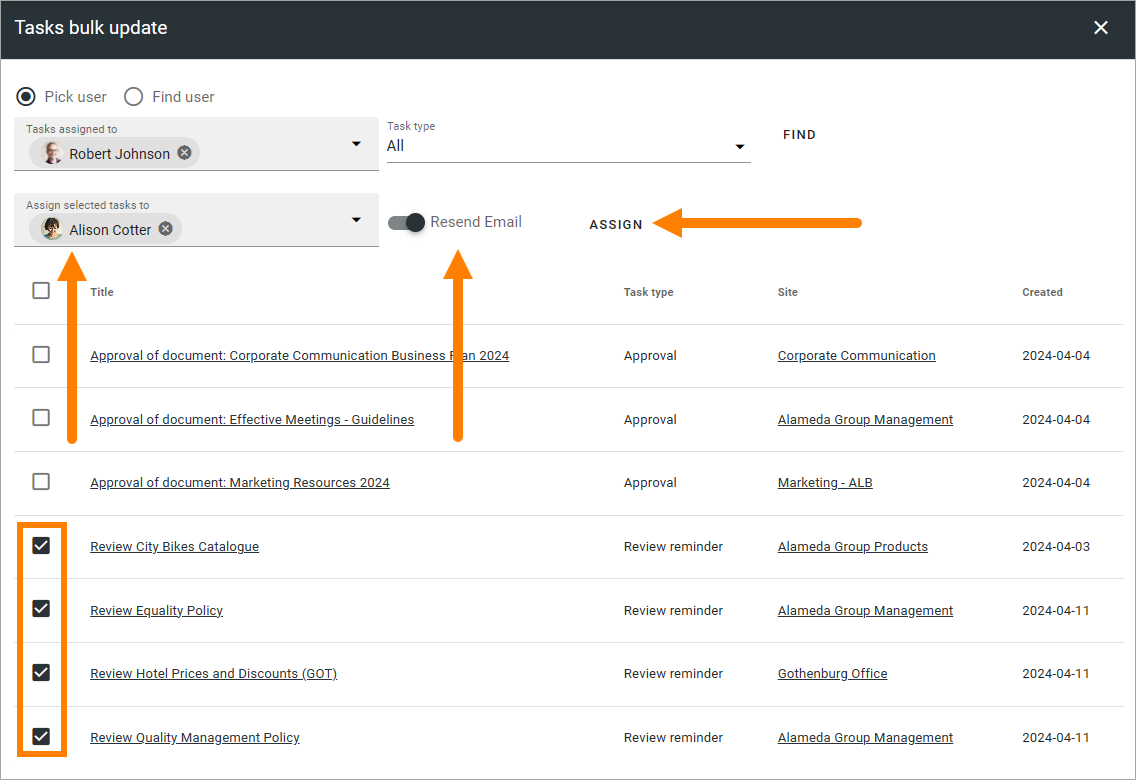 Tasks bulk update
Pick user Find user
Tasks assigned to Task type
Robert Johnson All FIND
Assign selected tasks to
Alison Cotter Resend Email ASSIGN
Title Task type Site Created
Approval of document: Corporate Communication Business Plan 2024 Approval Corporate Communication 2024-04-04
Approval of document: Effective Meetings - Guidelines Approval Alameda Group Management 2024-04-04
Approval of document: Marketing Resources 2024 Approval Marketing - ALB 2024-04-04
Review City Bikes Catalogue Review reminder Alameda Group Products 2024-04-03
Review Equality Policy Review reminder Alameda Group Management 2024-04-11
Review Hotel Prices and Discounts (GOT) Review reminder Gothenburg Office 2024-04-11
Review Quality Management Policy Review reminder Alameda Group Management 2024-04-11